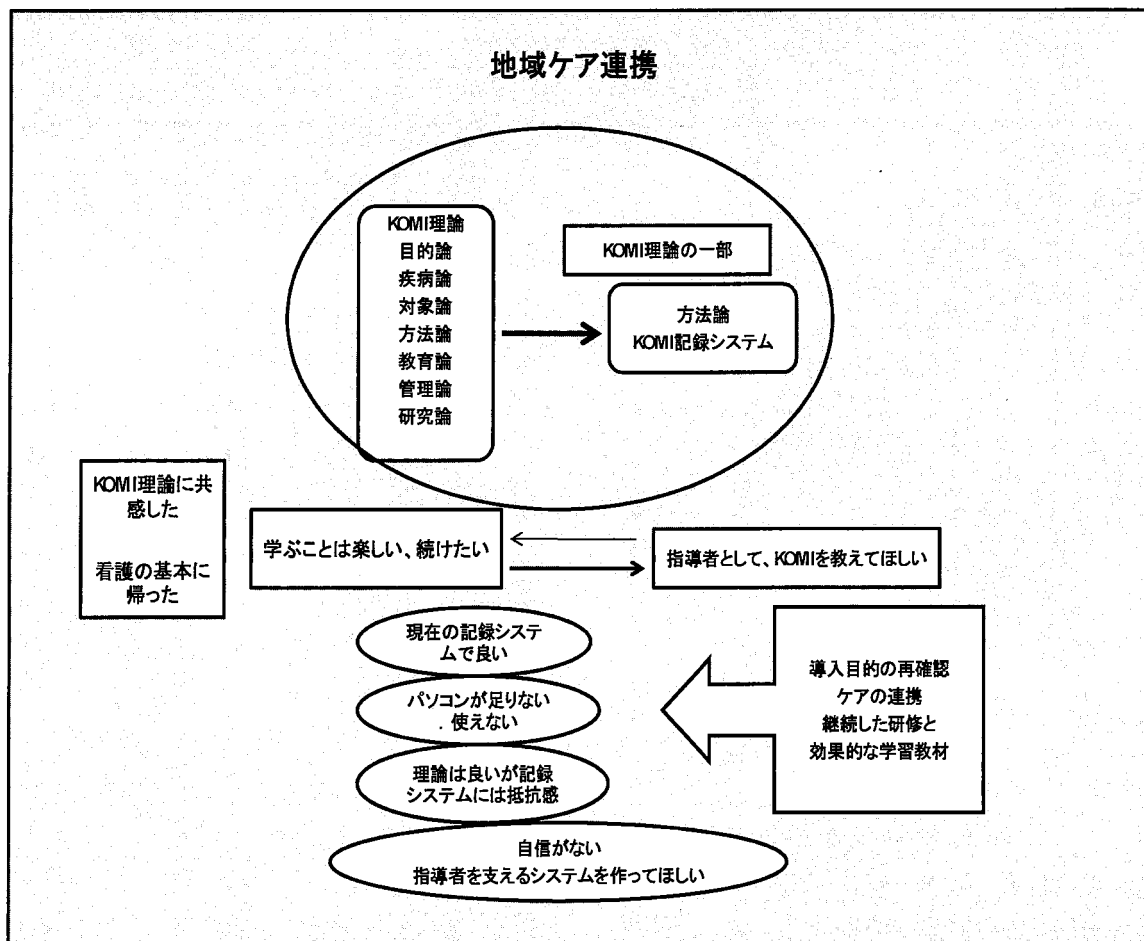 地域ケア連携
KOMI理論
目的論
疾病論
対象論
方法論
教育論
管理論
研究論
KOMI理論の一部
方法論
KOMI記録システム
KOMI理論に共
感した
看護の基本に
帰った
学ぶことは楽しい、続けたい
指導者として、KOMIを教えてほしい
現在の記録システ
ムで良い
パソコンが足りない
. 使えない
理論は良いが記録
システムには抵抗感
自信がない
指導者を支えるシステムを作ってほしい
導入目的の再確認
ケアの連携
継続した研修と
効果的な学習教材